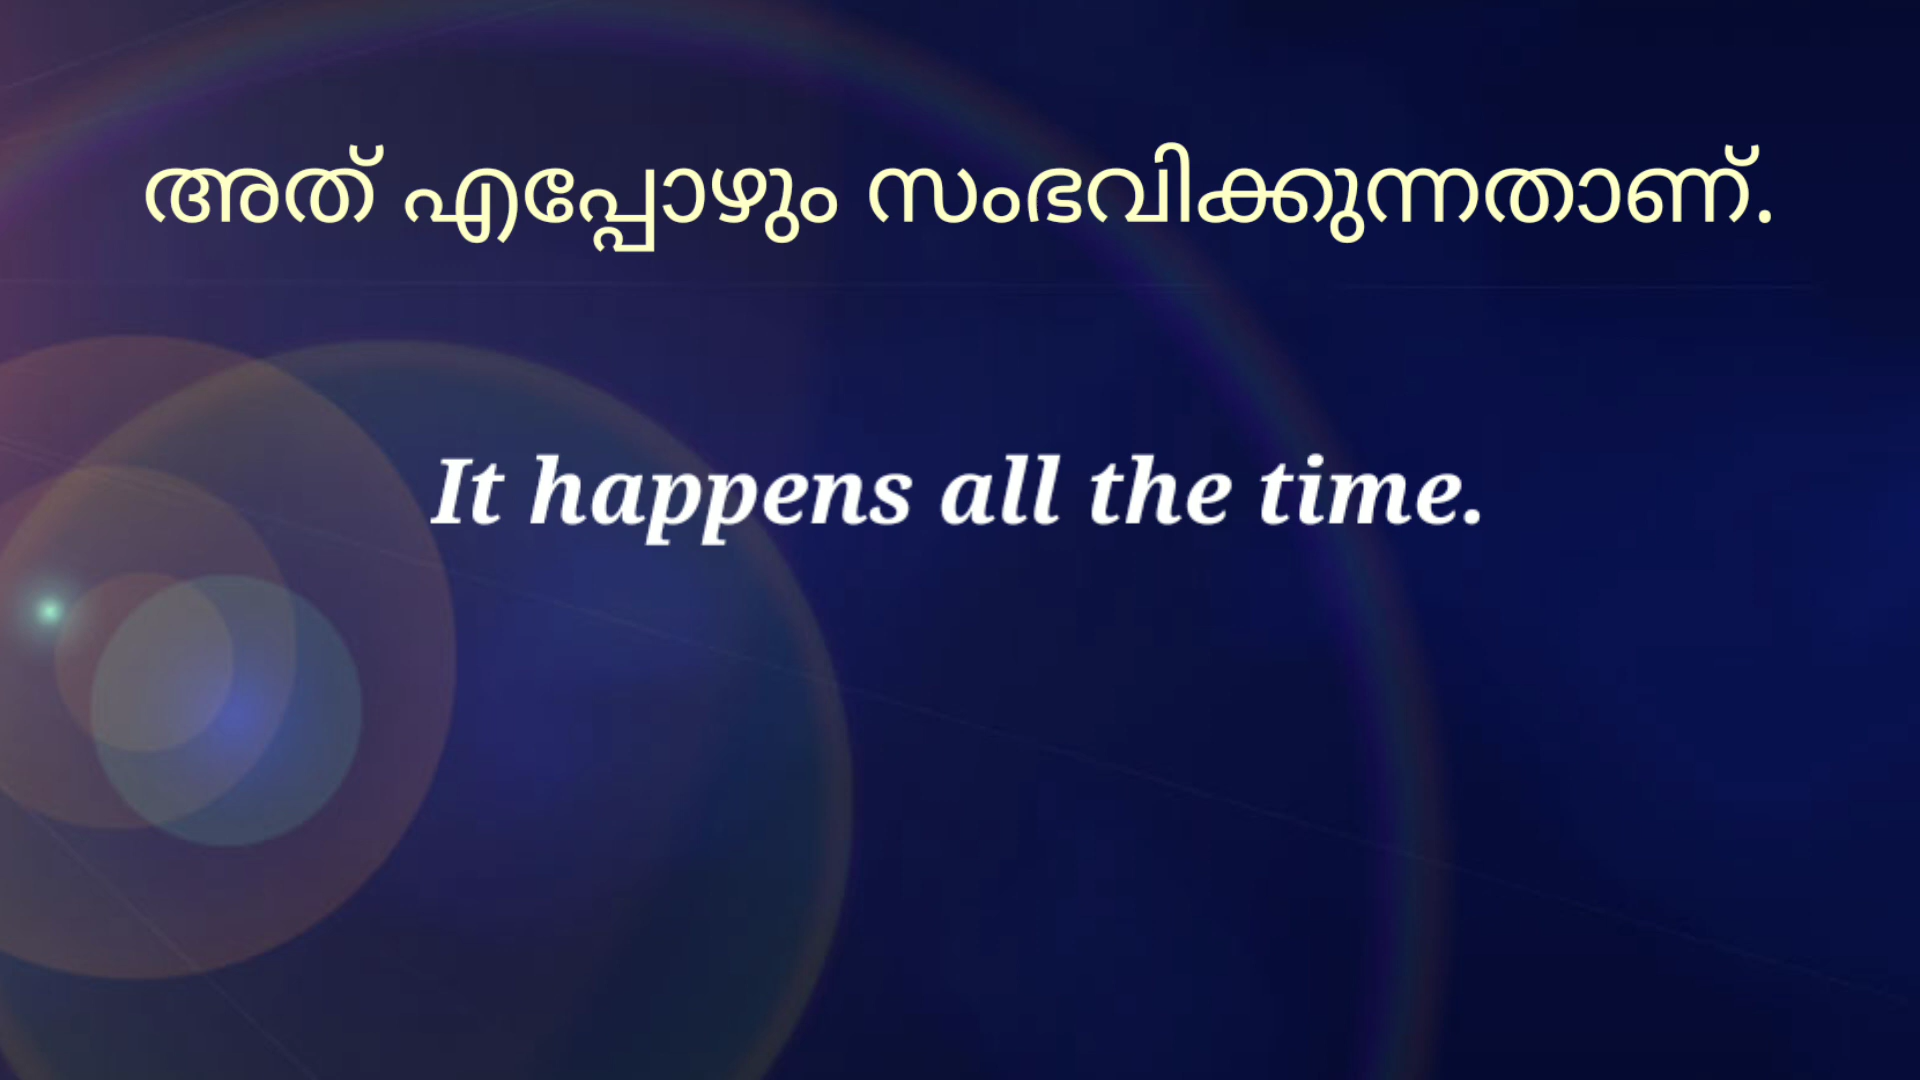 അത് എപ്പോഴും സംഭവിക്കുന്നതാണ്.
It happens all the time.